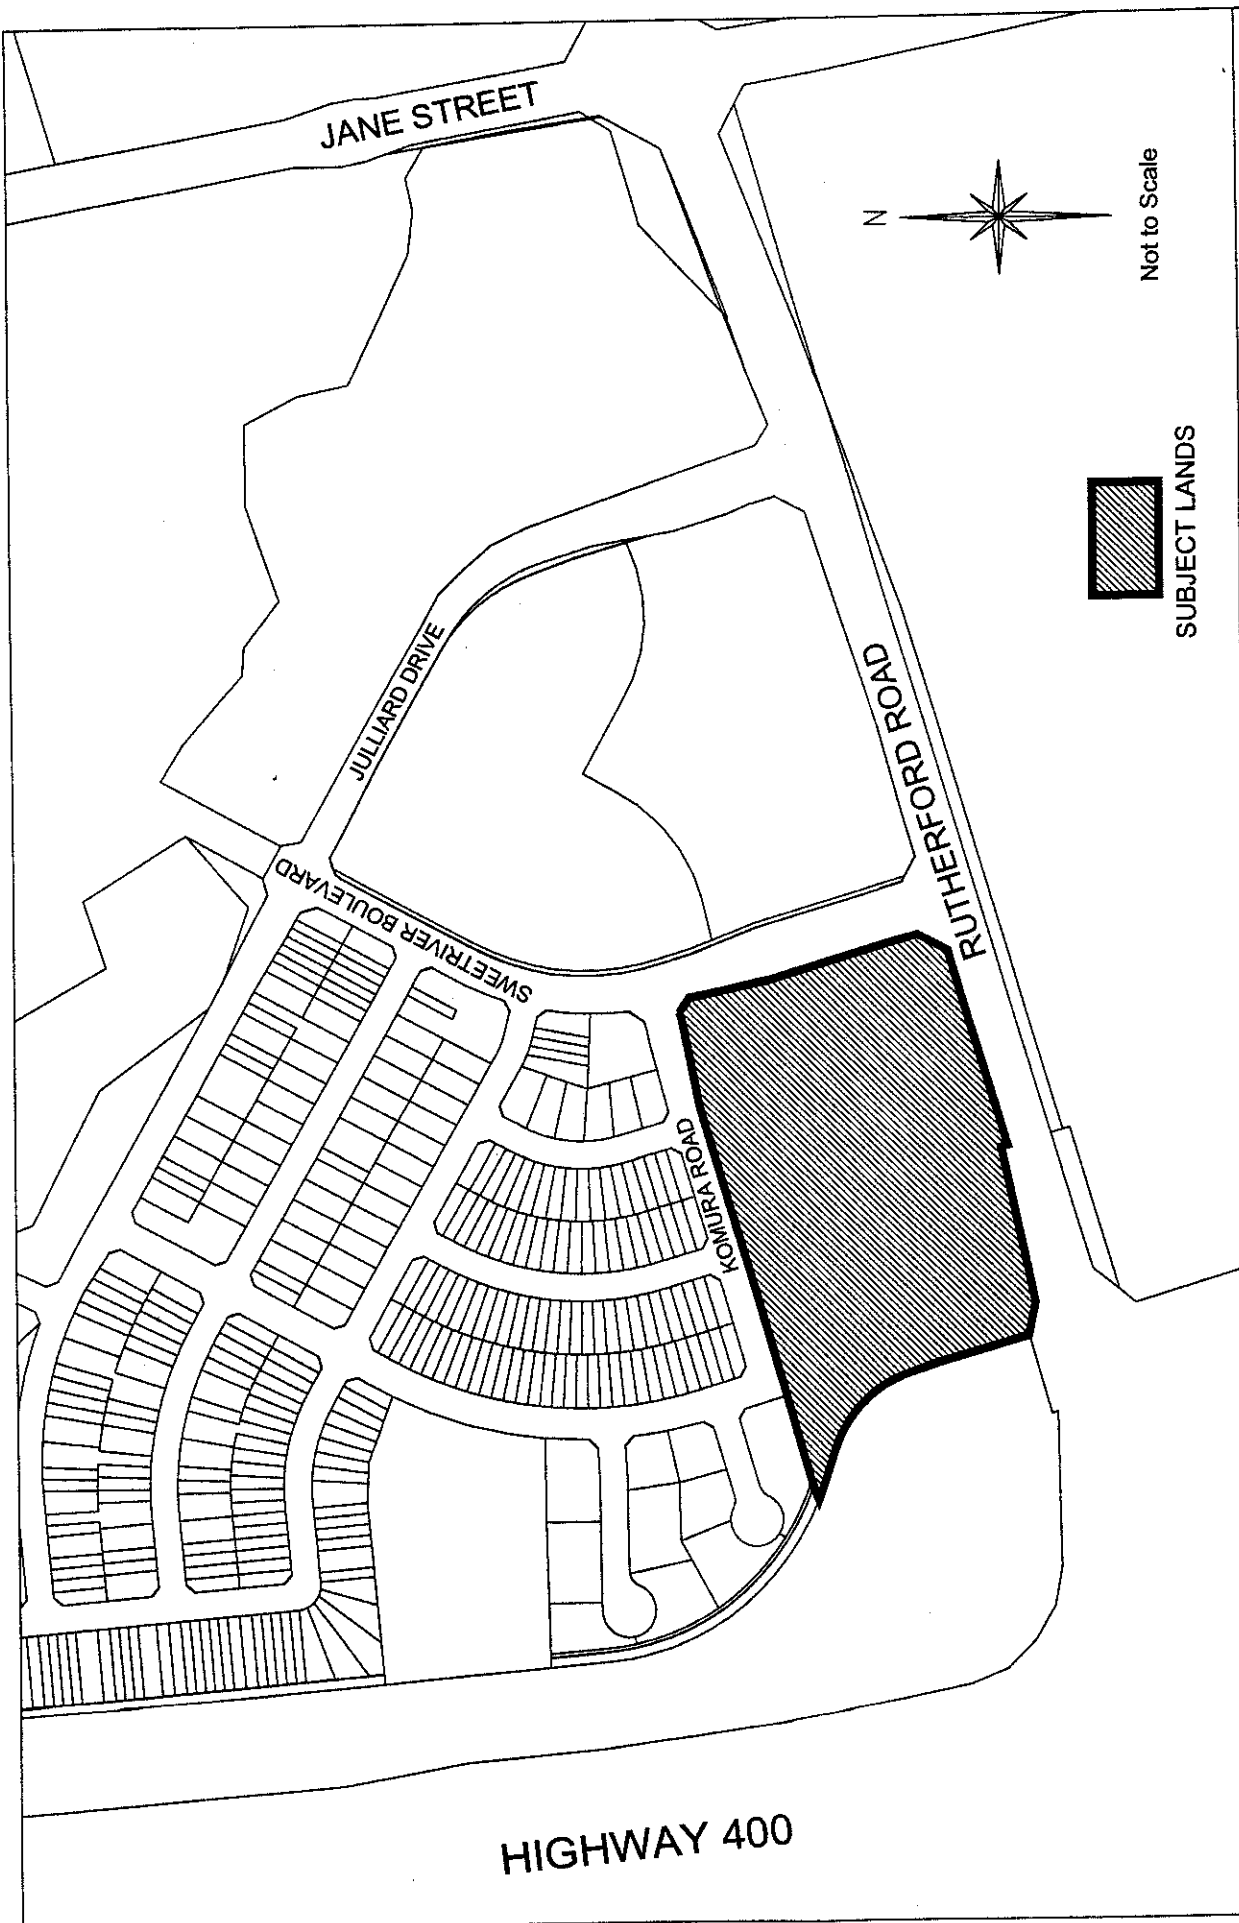 JANE STREET
N
Not to Scale
JULLIARD DRIVE
SWEETRIVER BOULEVARD
RUTHERFORD ROAD
SUBJECT LANDS
KOMURA ROAD
HIGHWAY 400